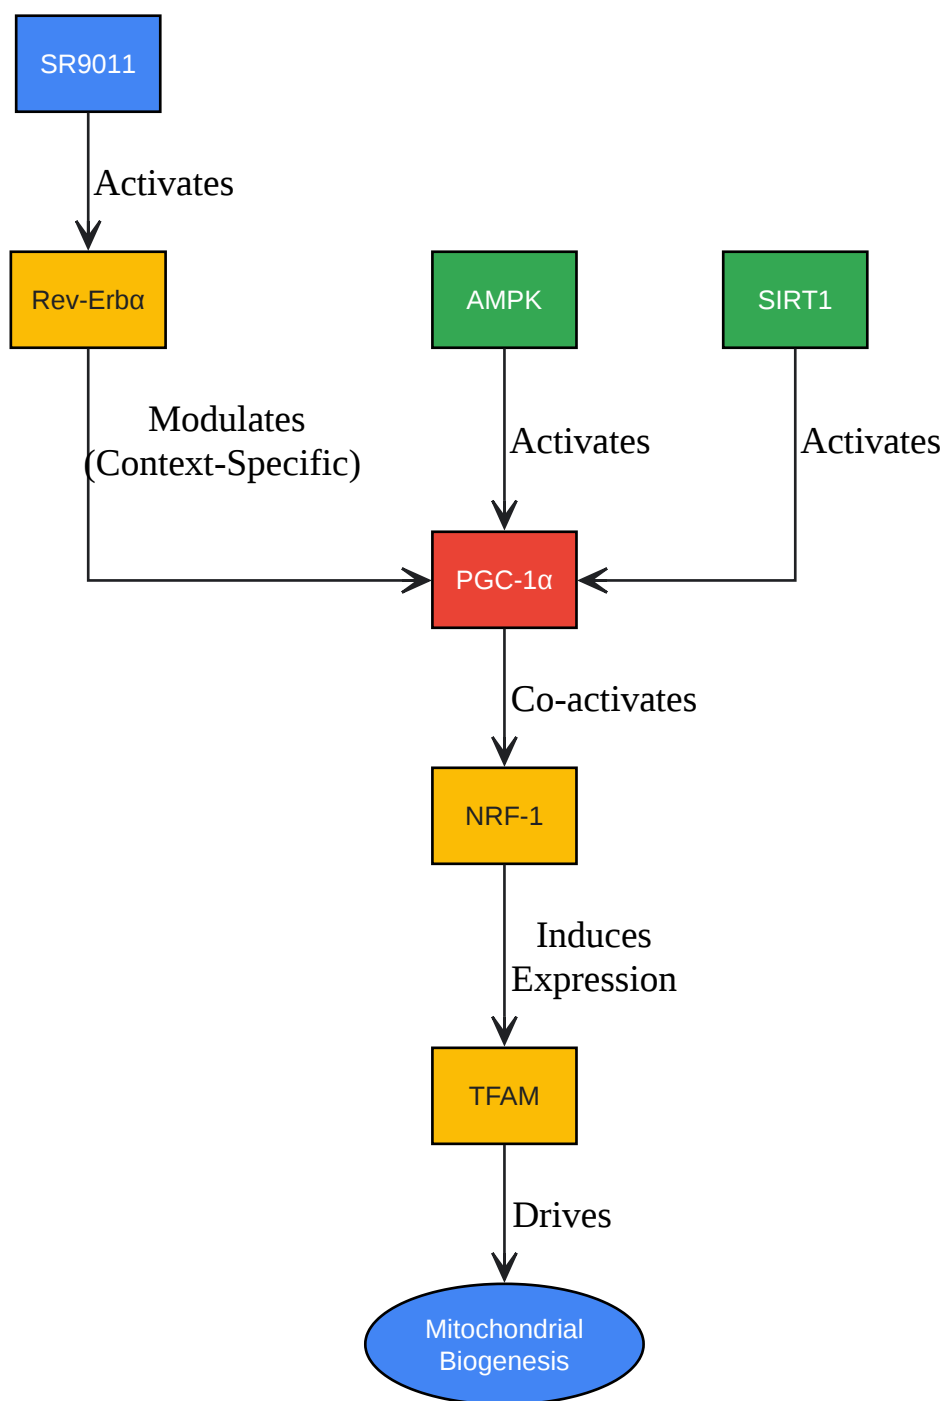 SR9011
Activates
Rev-Erbα
AMPK
SIRT1
Modulates
(Context-Specific)
Activates
Activates
PGC-1α
Co-activates
NRF-1
Induces
Expression
TFAM
Drives
Mitochondrial
Biogenesis